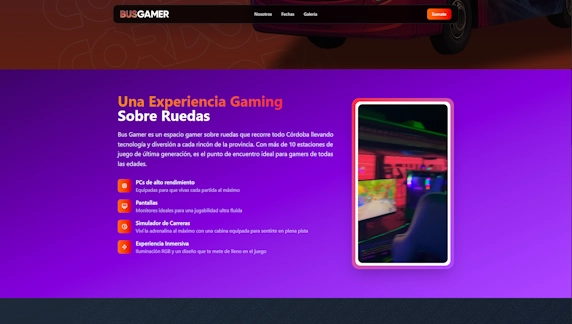 BUSGAMER
Nosotros Fechas Galería
Sumate
Una Experiencia Gaming
Sobre Ruedas
Bus Gamer es un espacio gamer sobre ruedas que recorre todo Córdoba llevando
tecnología y diversión a cada rincón de la provincia. Con más de 10 estaciones de
juego de última generación, es el punto de encuentro ideal para gamers de todas
las edades.
PCs de alto rendimiento
Equipadas para que vivas cada partida al máximo
Pantallas
Monitores ideales para una jugabilidad ultra fluida
Simulador de Carreras
Viví la adrenalina al máximo con una cabina equipada para sentirte en plena pista
Experiencia Inmersiva
Iluminación RGB y un diseño que te mete de lleno en el juego